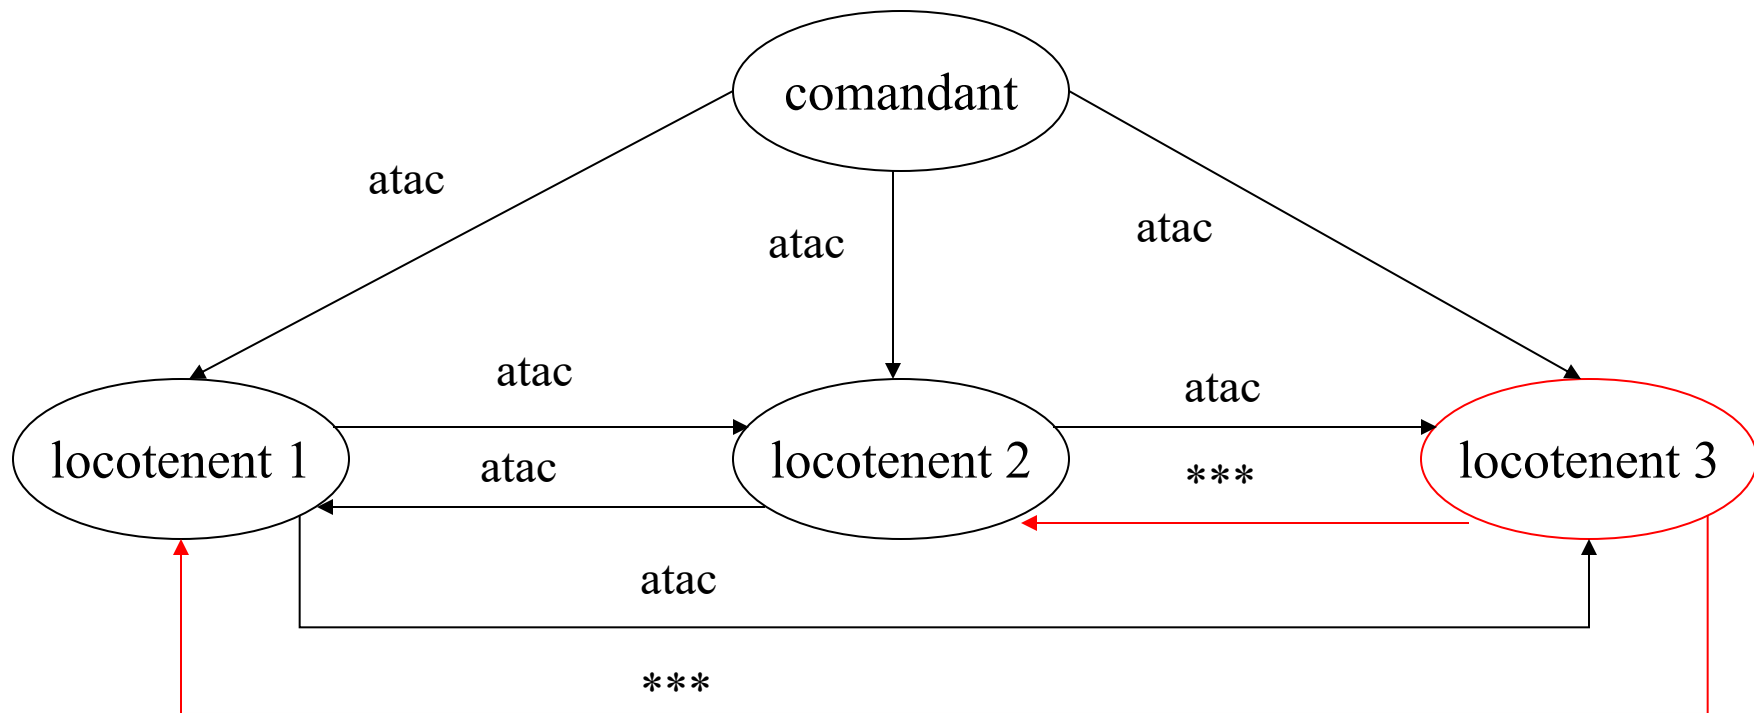 comandant
atac
atac
atac
atac
atac
locotenent 1
locotenent 2
locotenent 3
atac
***
atac
***